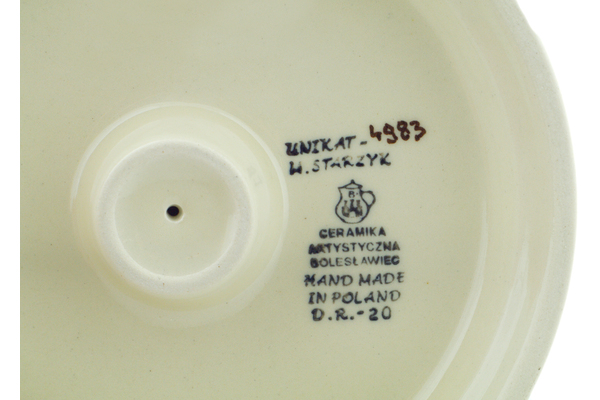 UNIKAT - 4983
W. STARZYK
B
CERAMIKA
ARTYSTYCZNA
BOLESŁAWIEC
HAND MADE
IN POLAND
D.R.-20